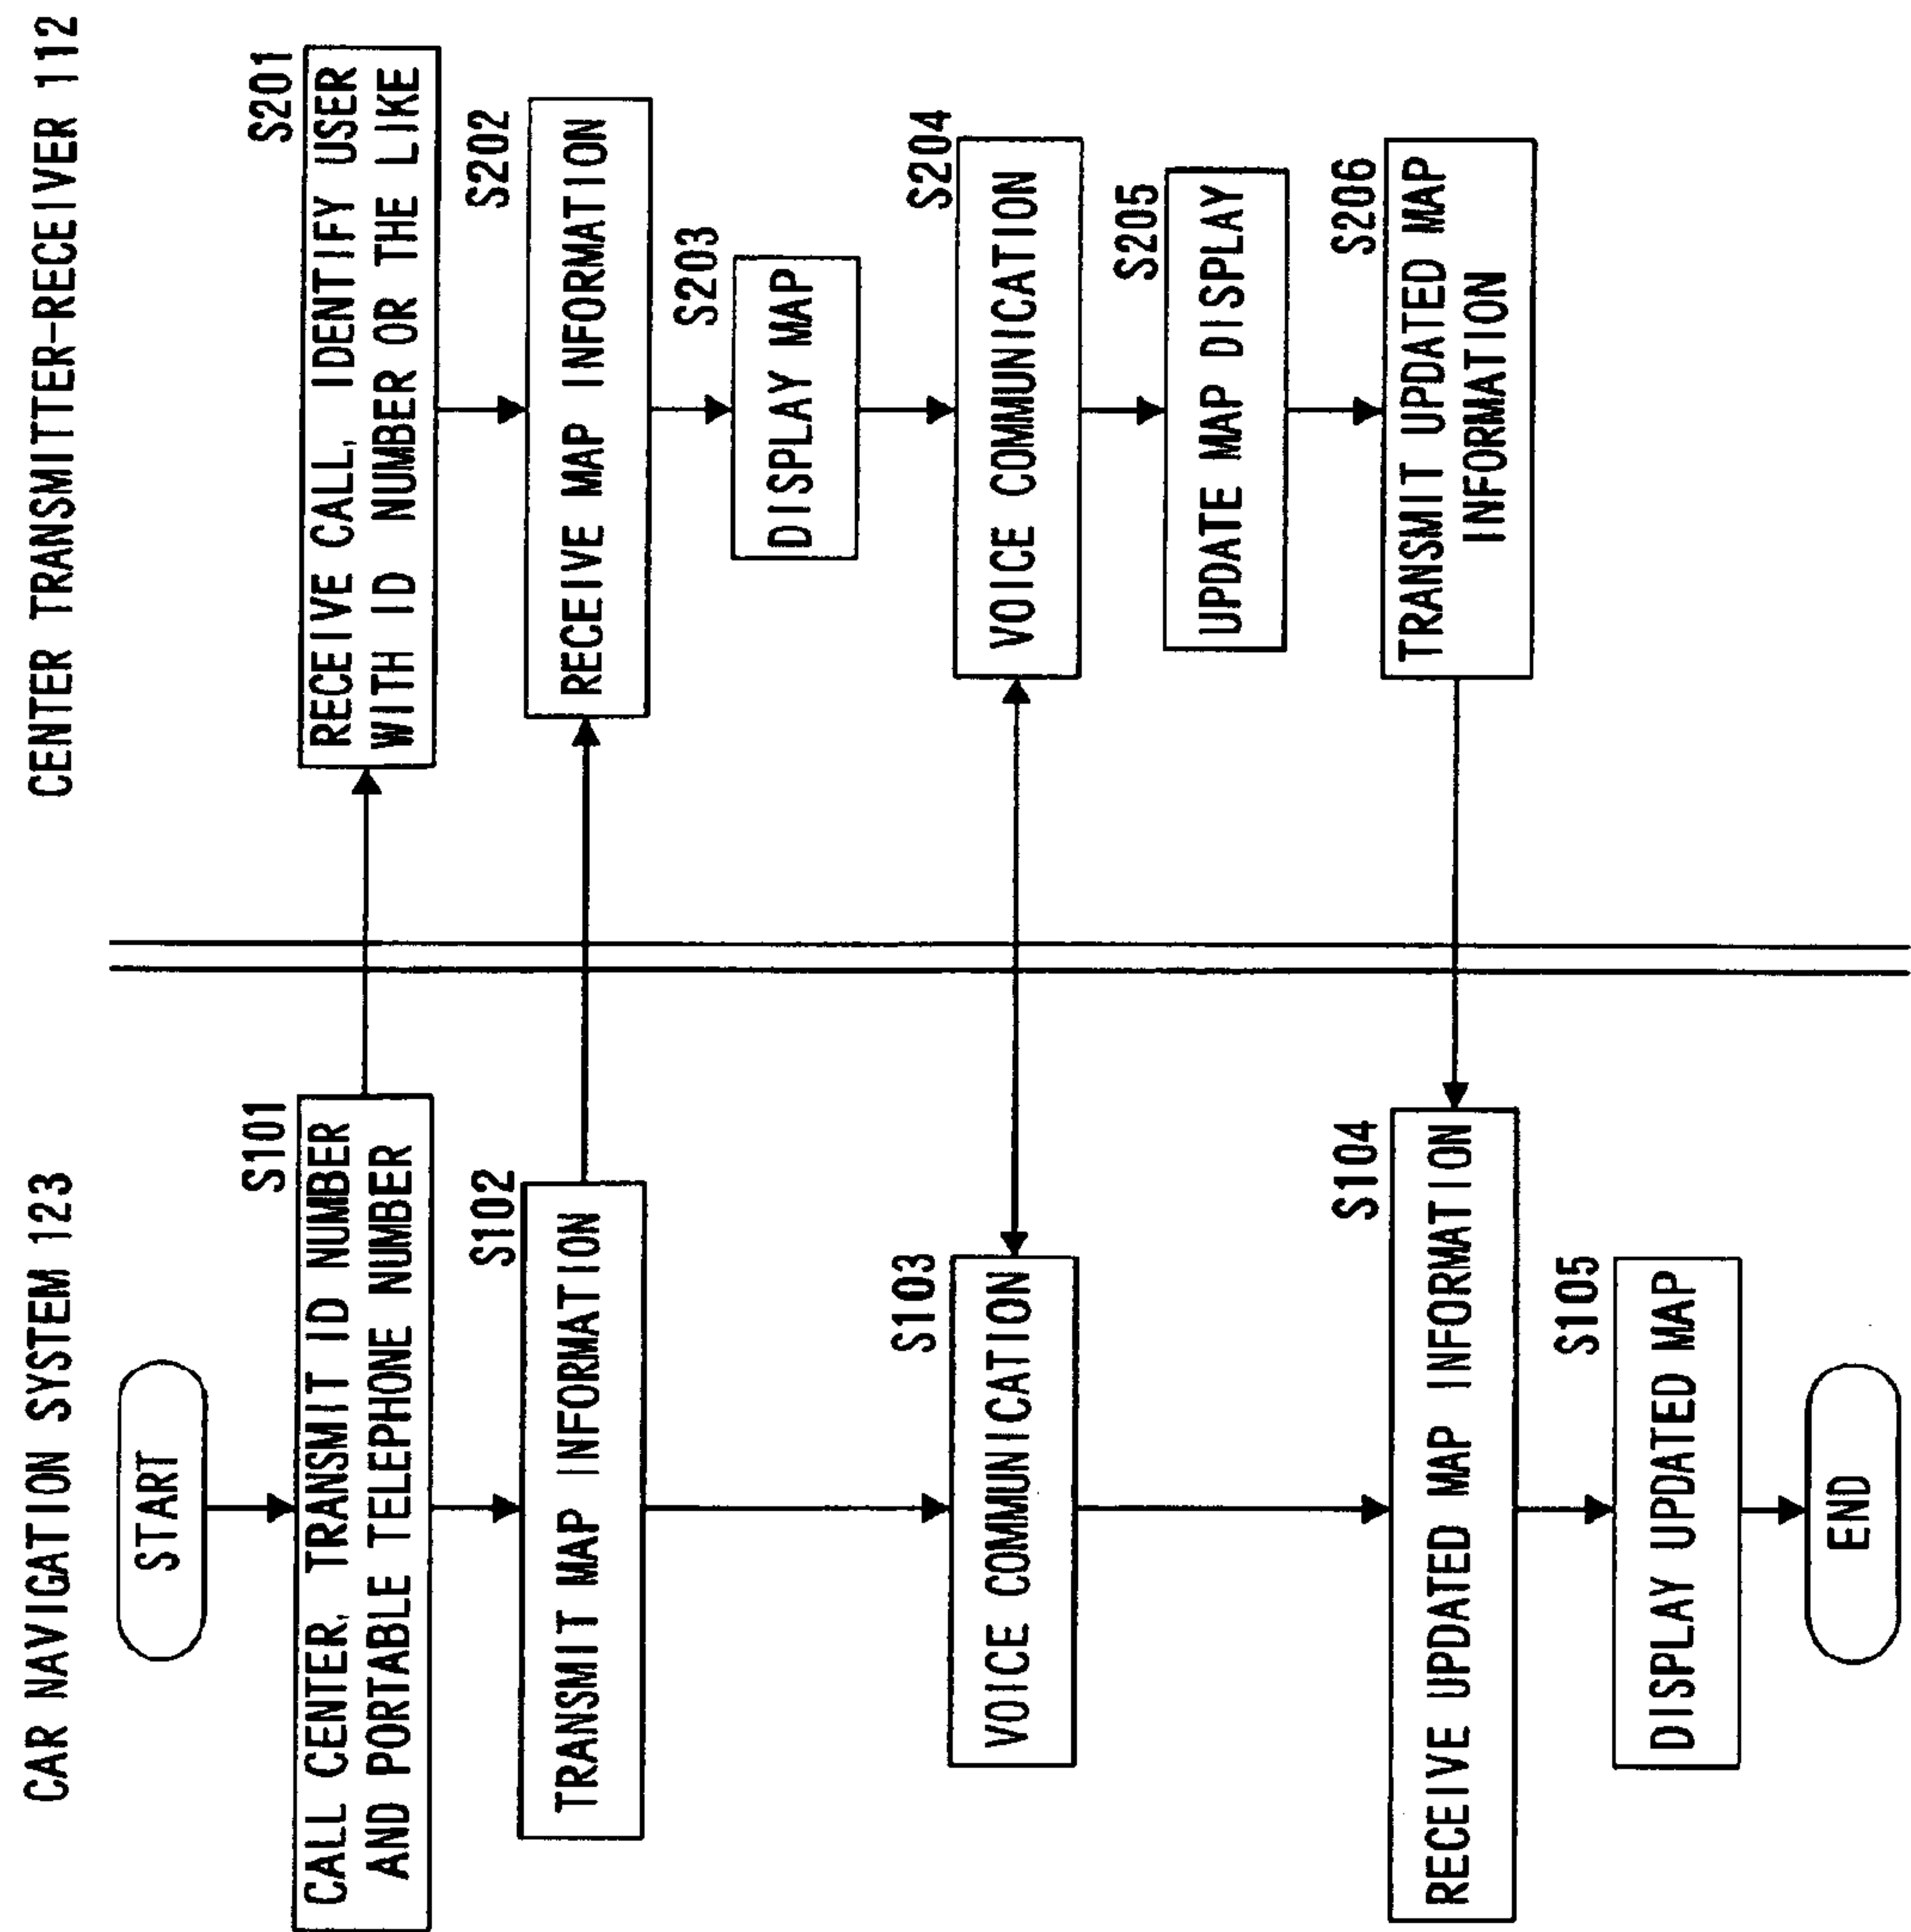 CAR NAVIGATION SYSTEM 123
START
S101
CALL CENTER, TRANSMIT ID NUMBER
AND PORTABLE TELEPHONE NUMBER
S102
TRANSMIT MAP INFORMATION
S103
VOICE COMMUNICATION
S104
RECEIVE UPDATED MAP INFORMATION
S105
DISPLAY UPDATED MAP
END
CENTER TRANSMITTER-RECEIVER 112
S201
RECEIVE CALL, IDENTIFY USER
WITH ID NUMBER OR THE LIKE
S202
RECEIVE MAP INFORMATION
S203
DISPLAY MAP
S204
VOICE COMMUNICATION
S205
UPDATE MAP DISPLAY
S206
TRANSMIT UPDATED MAP
INFORMATION